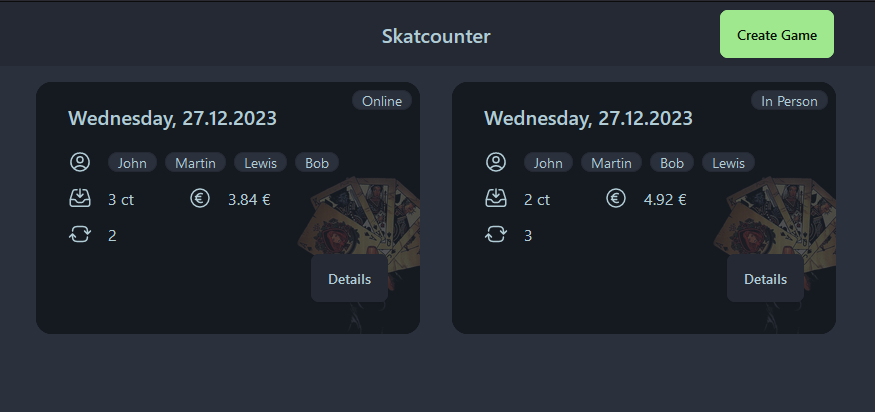 Skatcounter
Create Game
Online
Wednesday, 27.12.2023
John Martin Lewis Bob
3 ct 3.84 €
2
Details
In Person
Wednesday, 27.12.2023
John Martin Bob Lewis
2 ct 4.92 €
3
Details